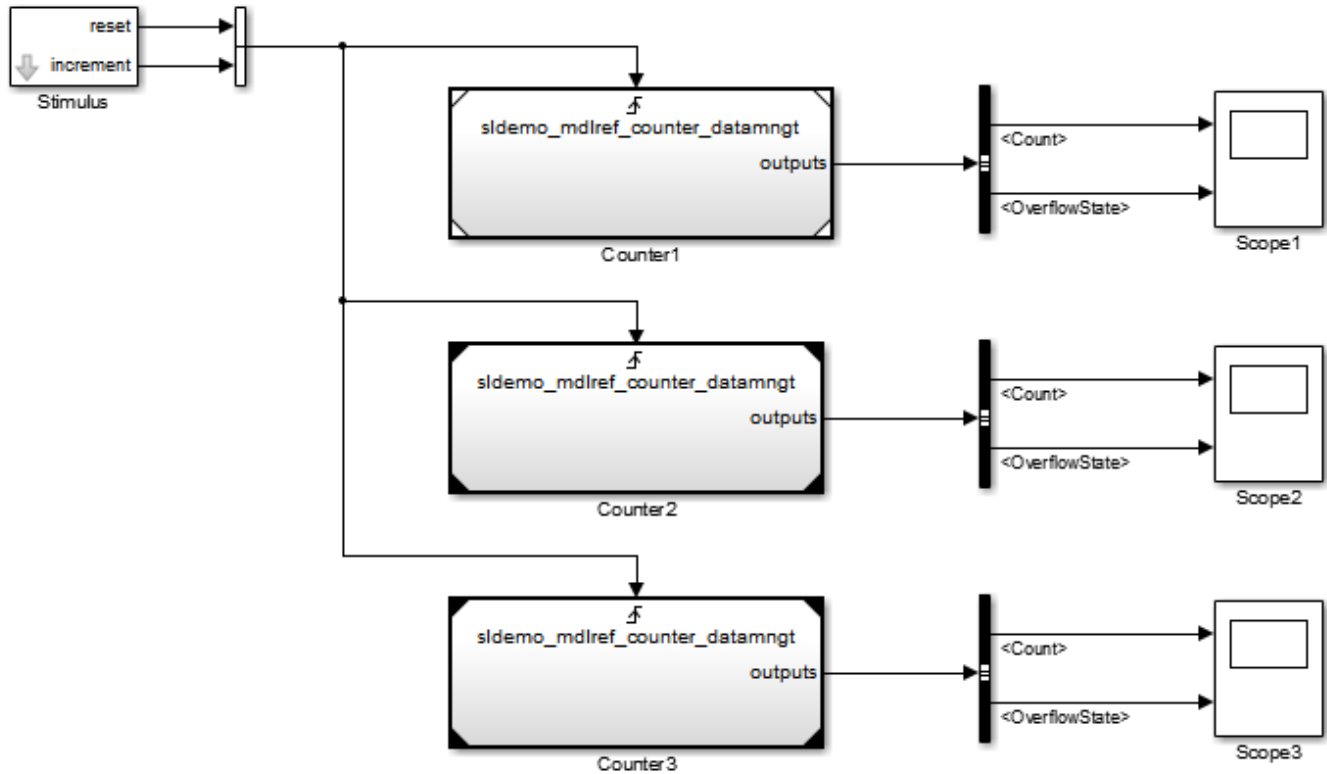 reset
increment
Stimulus
sldemo_mdlref_counter_datamngt
outputs
Counter1
<Count>
<OverflowState>
Scope1
sldemo_mdlref_counter_datamngt
outputs
Counter2
<Count>
<OverflowState>
Scope2
sldemo_mdlref_counter_datamngt
outputs
Counter3
<Count>
<OverflowState>
Scope3